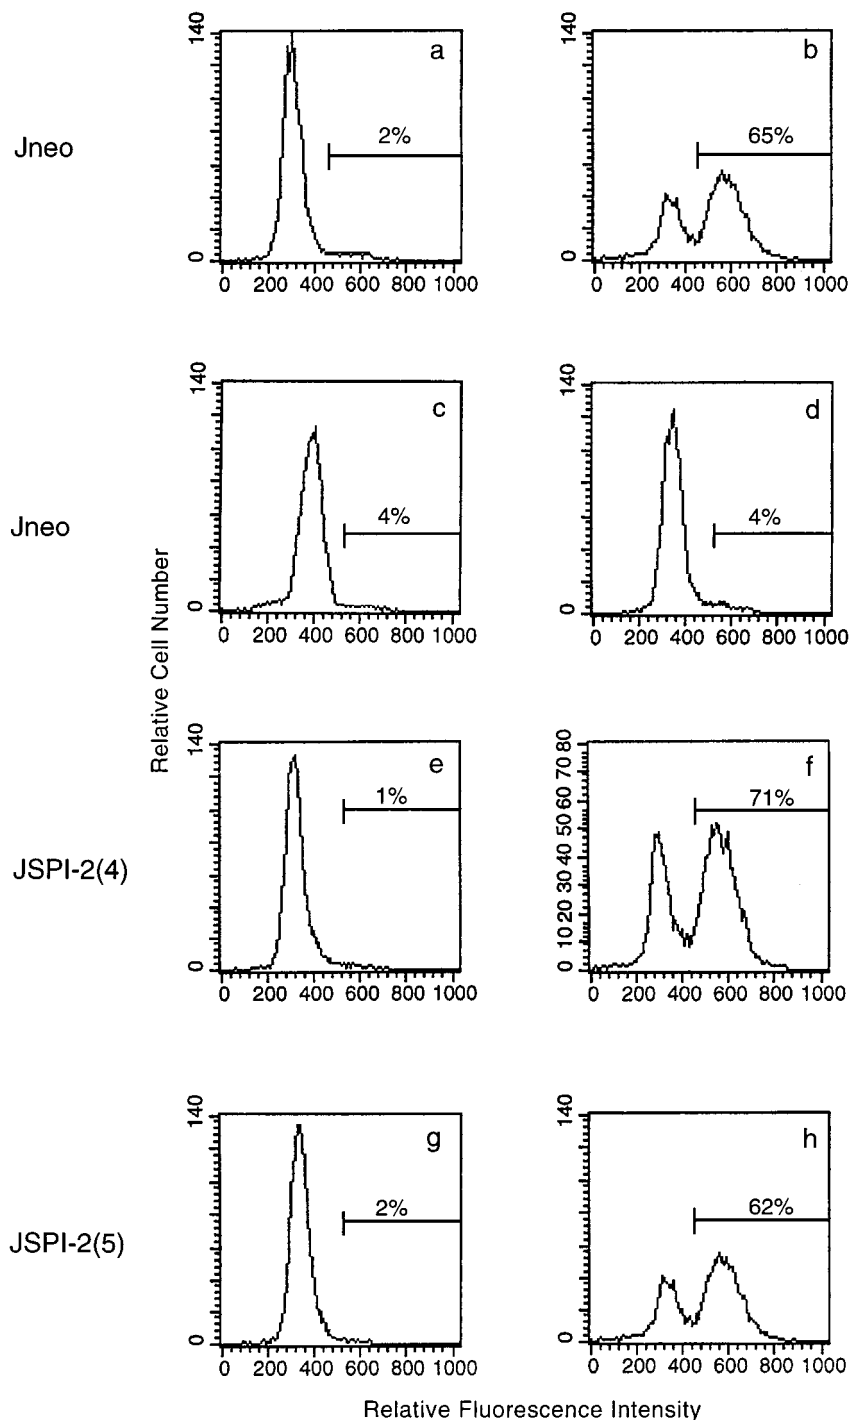 Jneo
140
0
a
2%
0 200 400 600 800 1000
140
0
b
65%
0 200 400 600 800 1000
Jneo
140
0
c
4%
0 200 400 600 800 1000
140
0
d
4%
0 200 400 600 800 1000
Relative Cell Number
JSPI-2(4)
140
0
e
1%
0 200 400 600 800 1000
0 10 20 30 40 50 60 70 80
f
71%
0 200 400 600 800 1000
JSPI-2(5)
140
0
g
2%
0 200 400 600 800 1000
140
0
h
62%
0 200 400 600 800 1000
Relative Fluorescence Intensity